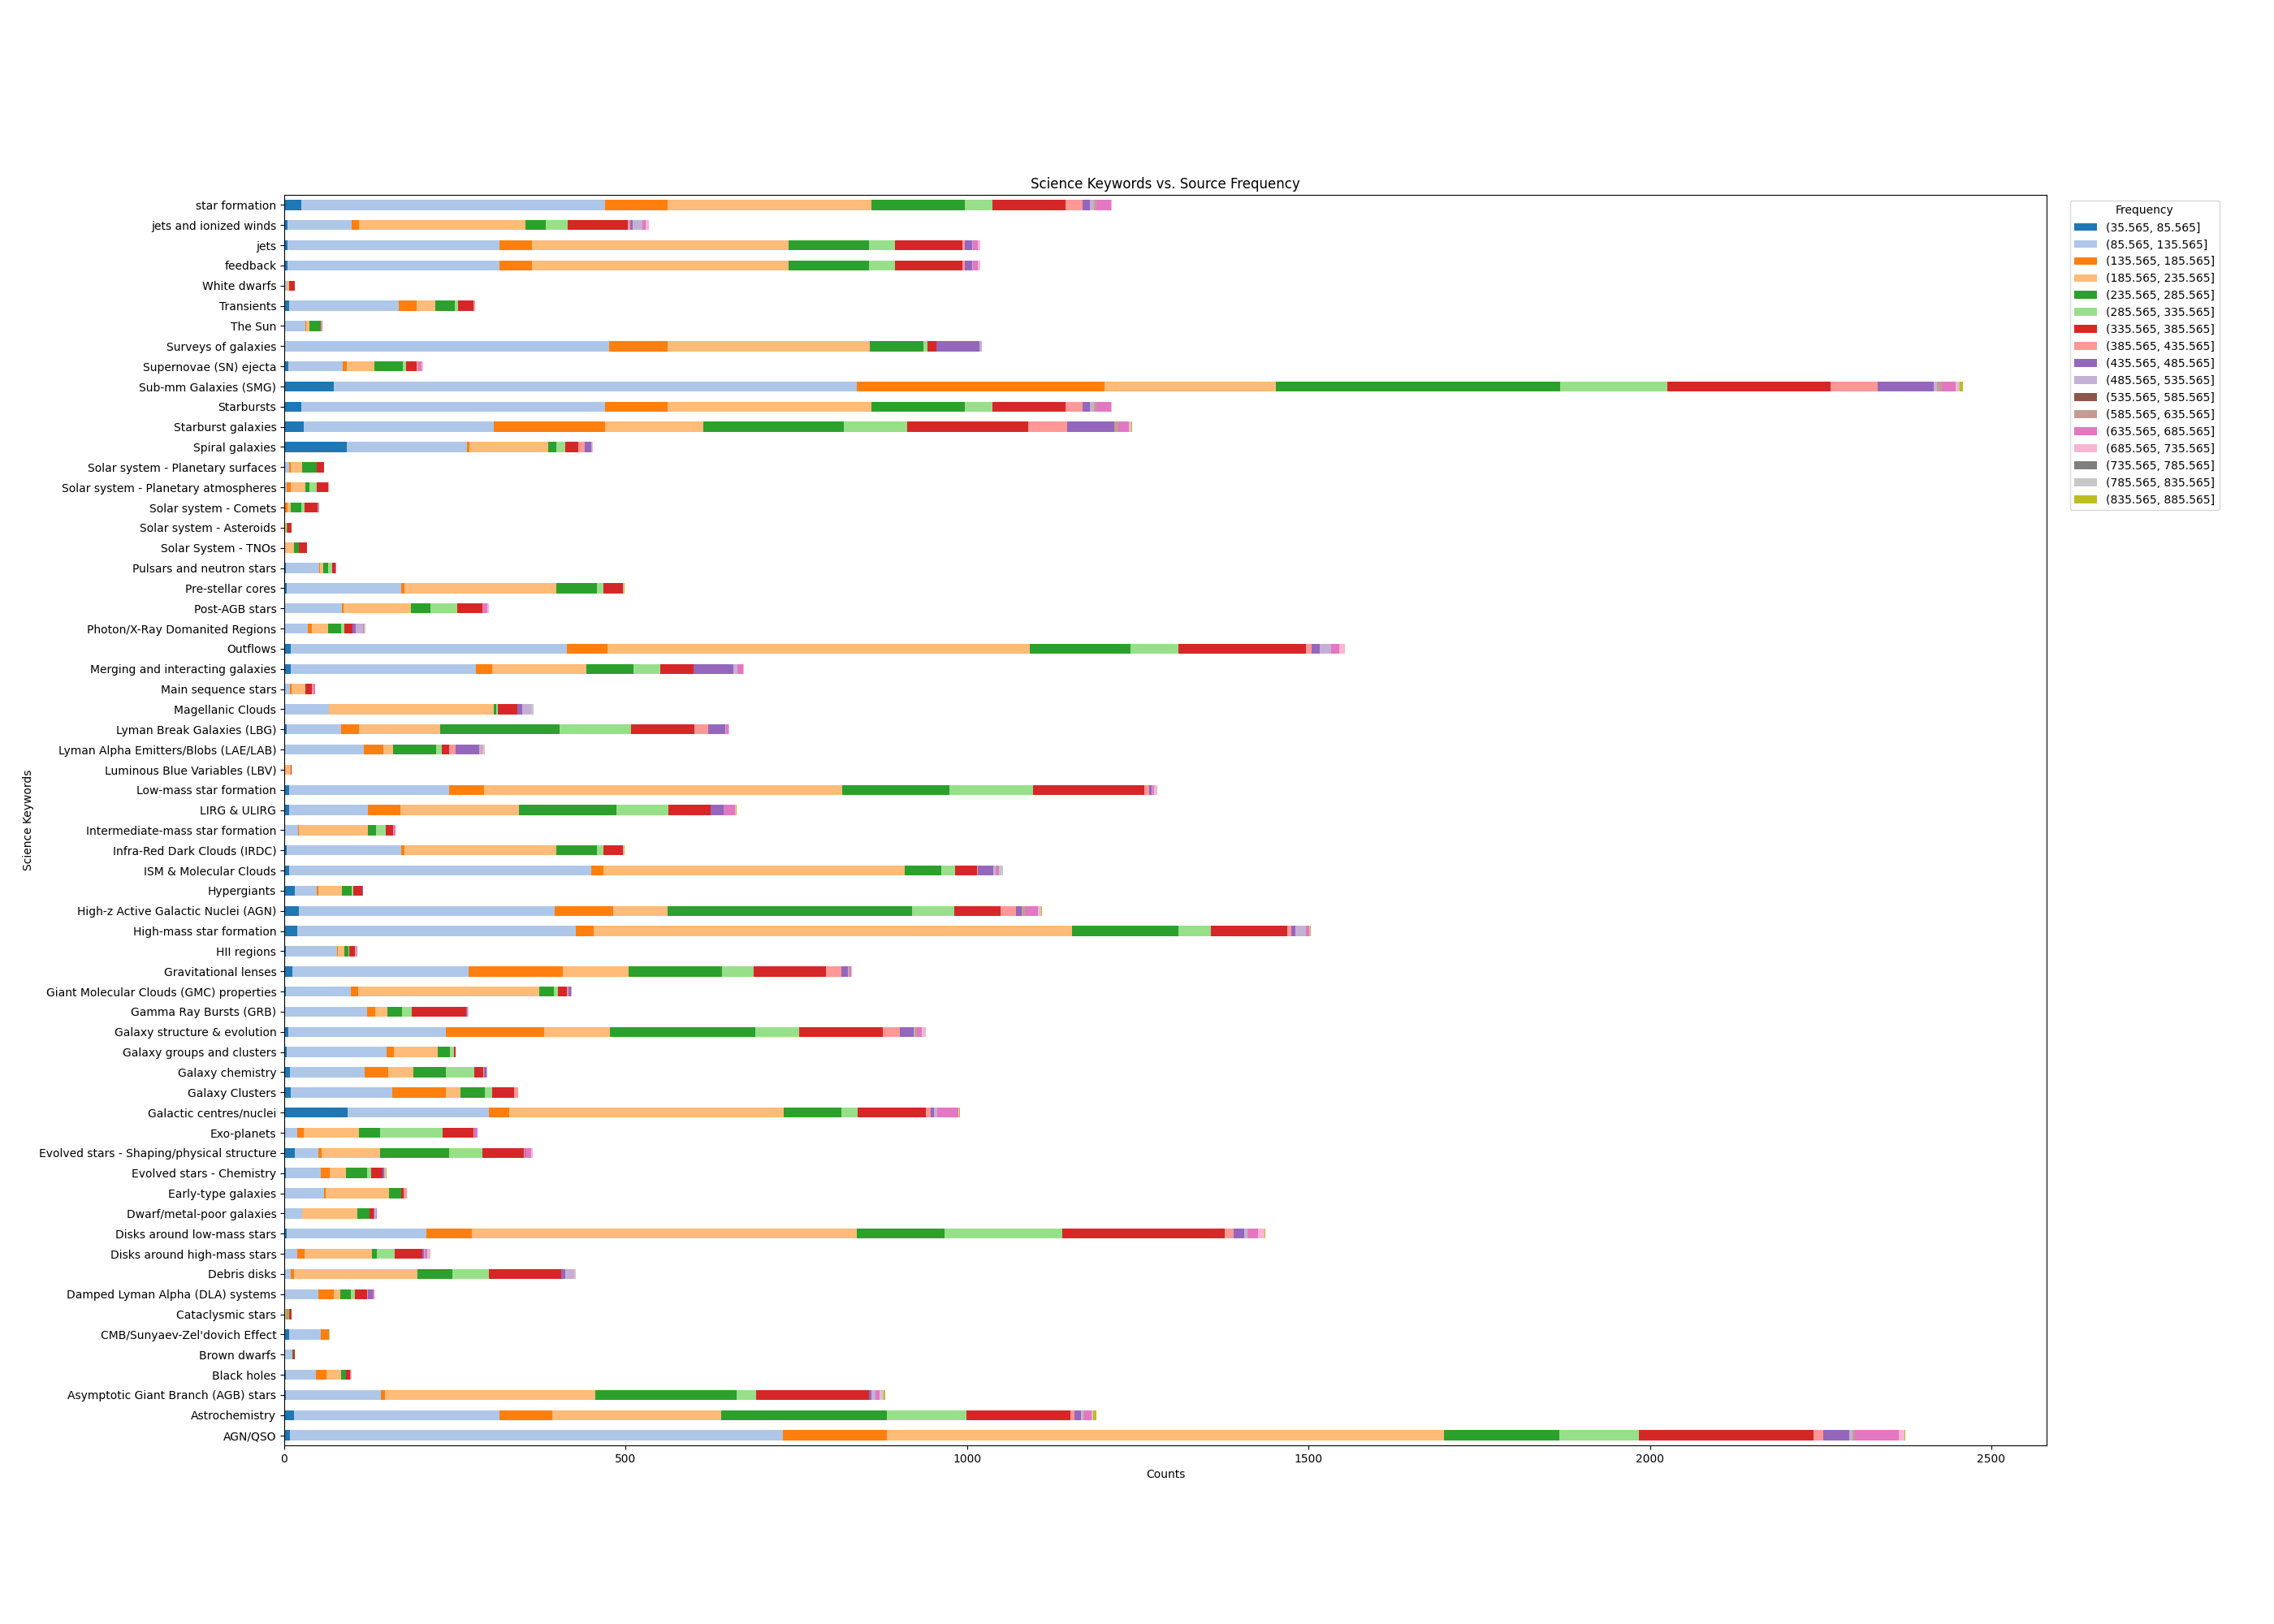 Science Keywords vs. Source Frequency
star formation
jets and ionized winds
jets
feedback
White dwarfs
Transients
The Sun
Surveys of galaxies
Supernovae (SN) ejecta
Sub-mm Galaxies (SMG)
Starbursts
Starburst galaxies
Spiral galaxies
Solar system - Planetary surfaces
Solar system - Planetary atmospheres
Solar system - Comets
Solar system - Asteroids
Solar System - TNOs
Pulsars and neutron stars
Pre-stellar cores
Post-AGB stars
Photon/X-Ray Domanited Regions
Outflows
Merging and interacting galaxies
Main sequence stars
Magellanic Clouds
Lyman Break Galaxies (LBG)
Lyman Alpha Emitters/Blobs (LAE/LAB)
Luminous Blue Variables (LBV)
Low-mass star formation
LIRG & ULIRG
Intermediate-mass star formation
Infra-Red Dark Clouds (IRDC)
ISM & Molecular Clouds
Hypergiants
High-z Active Galactic Nuclei (AGN)
High-mass star formation
HII regions
Gravitational lenses
Giant Molecular Clouds (GMC) properties
Gamma Ray Bursts (GRB)
Galaxy structure & evolution
Galaxy groups and clusters
Galaxy chemistry
Galaxy Clusters
Galactic centres/nuclei
Exo-planets
Evolved stars - Shaping/physical structure
Evolved stars - Chemistry
Early-type galaxies
Dwarf/metal-poor galaxies
Disks around low-mass stars
Disks around high-mass stars
Debris disks
Damped Lyman Alpha (DLA) systems
Cataclysmic stars
CMB/Sunyaev-Zel'dovich Effect
Brown dwarfs
Black holes
Asymptotic Giant Branch (AGB) stars
Astrochemistry
AGN/QSO
Science Keywords
0
500
1000
1500
2000
2500
Counts
Frequency
(35.565, 85.565]
(85.565, 135.565]
(135.565, 185.565]
(185.565, 235.565]
(235.565, 285.565]
(285.565, 335.565]
(335.565, 385.565]
(385.565, 435.565]
(435.565, 485.565]
(485.565, 535.565]
(535.565, 585.565]
(585.565, 635.565]
(635.565, 685.565]
(685.565, 735.565]
(735.565, 785.565]
(785.565, 835.565]
(835.565, 885.565]